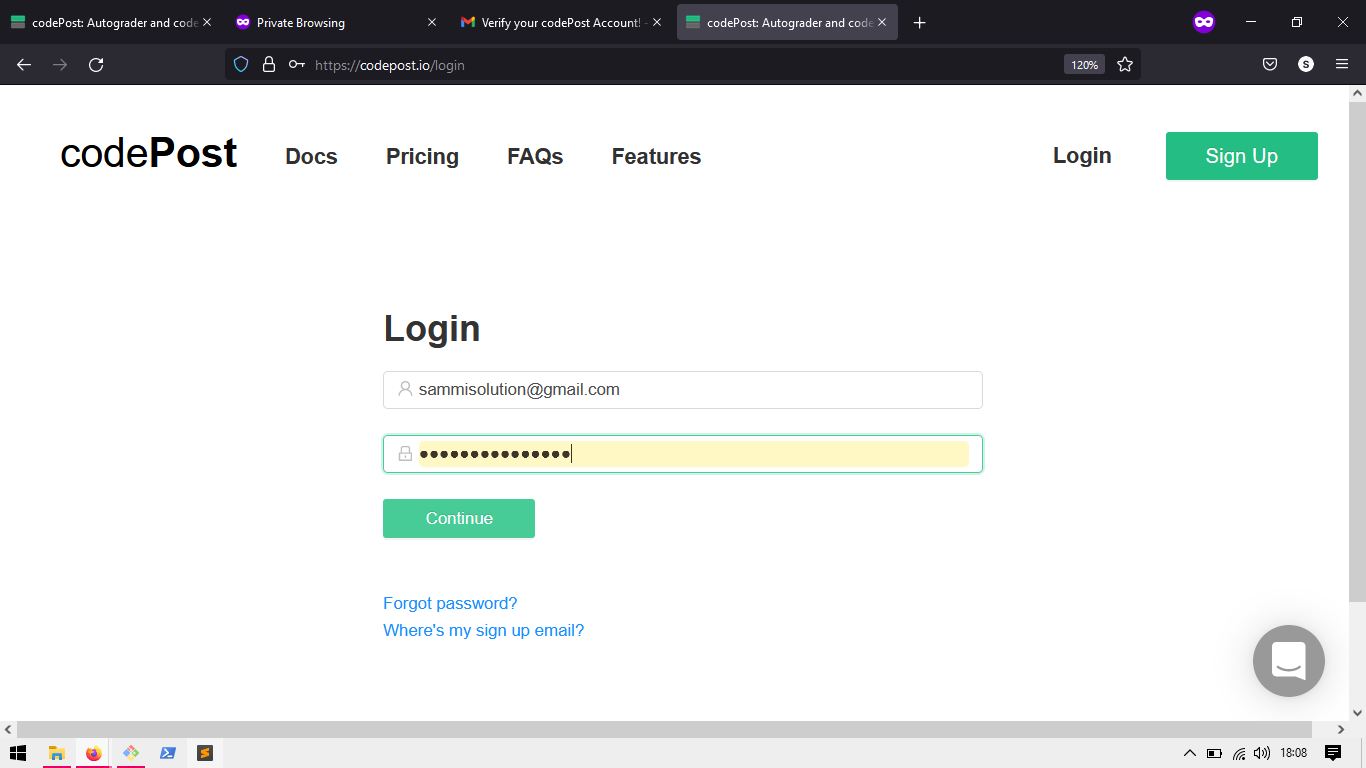 codePost: Autograder and code
Private Browsing
Verify your codePost Account! -
codePost: Autograder and code
https://codepost.io/login
120%
S
codePost
Docs
Pricing
FAQs
Features
Login
Sign Up
Login
sammisolution@gmail.com
●●●●●●●●●●●●●●●
Continue
Forgot password?
Where's my sign up email?
18:08